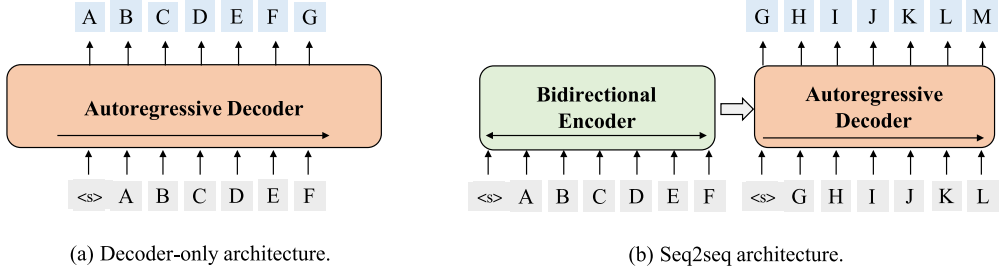 A B C D E F G
Autoregressive Decoder
<s> A B C D E F
(a) Decoder-only architecture.
G H I J K L M
Bidirectional
Encoder
Autoregressive
Decoder
<s> A B C D E F
<s> G H I J K L
(b) Seq2seq architecture.